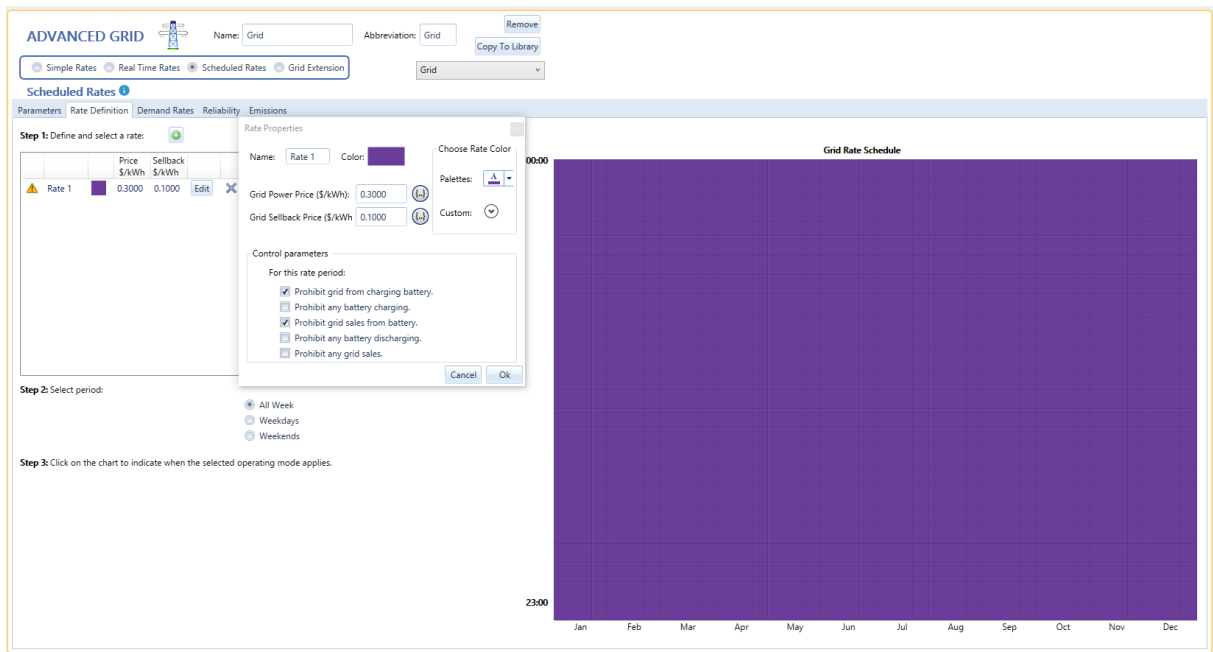 ADVANCED GRID Name: Grid Abbreviation: Grid Remove
Copy To Library
Simple Rates Real Time Rates Scheduled Rates Grid Extension Grid
Scheduled Rates
Parameters Rate Definition Demand Rates Reliability Emissions
Step 1: Define and select a rate:
Price Sellback
$/kWh $/kWh
Rate 1 0.3000 0.1000 Edit
Rate Properties
Name: Rate 1 Color:
Choose Rate Color
Palettes: A
Custom:
Grid Power Price ($/kWh): 0.3000 {..}
Grid Sellback Price ($/kWh 0.1000 {..}
Control parameters
For this rate period:
Prohibit grid from charging battery.
Prohibit any battery charging.
Prohibit grid sales from battery.
Prohibit any battery discharging.
Prohibit any grid sales.
Cancel Ok
Step 2: Select period:
All Week
Weekdays
Weekends
Step 3: Click on the chart to indicate when the selected operating mode applies.
Grid Rate Schedule
00:00
23:00
Jan Feb Mar Apr May Jun Jul Aug Sep Oct Nov Dec